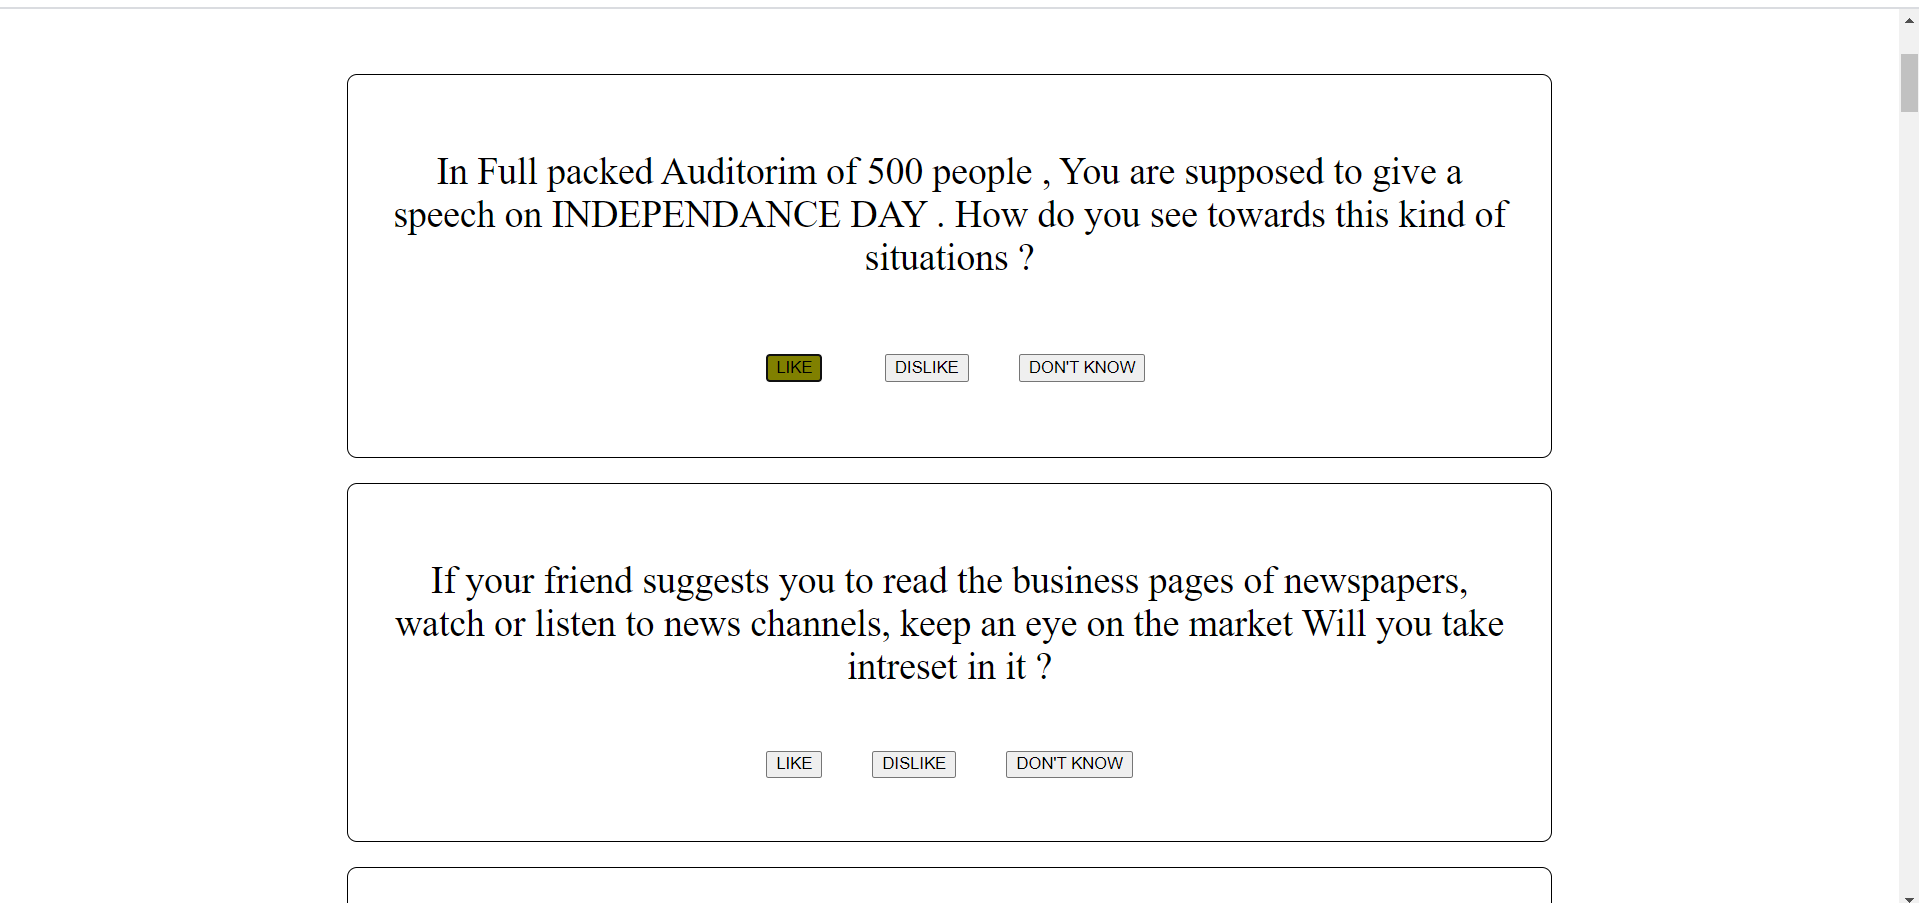 In Full packed Auditorim of 500 people , You are supposed to give a
speech on INDEPENDANCE DAY . How do you see towards this kind of
situations ?
LIKE DISLIKE DON'T KNOW
If your friend suggests you to read the business pages of newspapers,
watch or listen to news channels, keep an eye on the market Will you take
intreset in it ?
LIKE DISLIKE DON'T KNOW